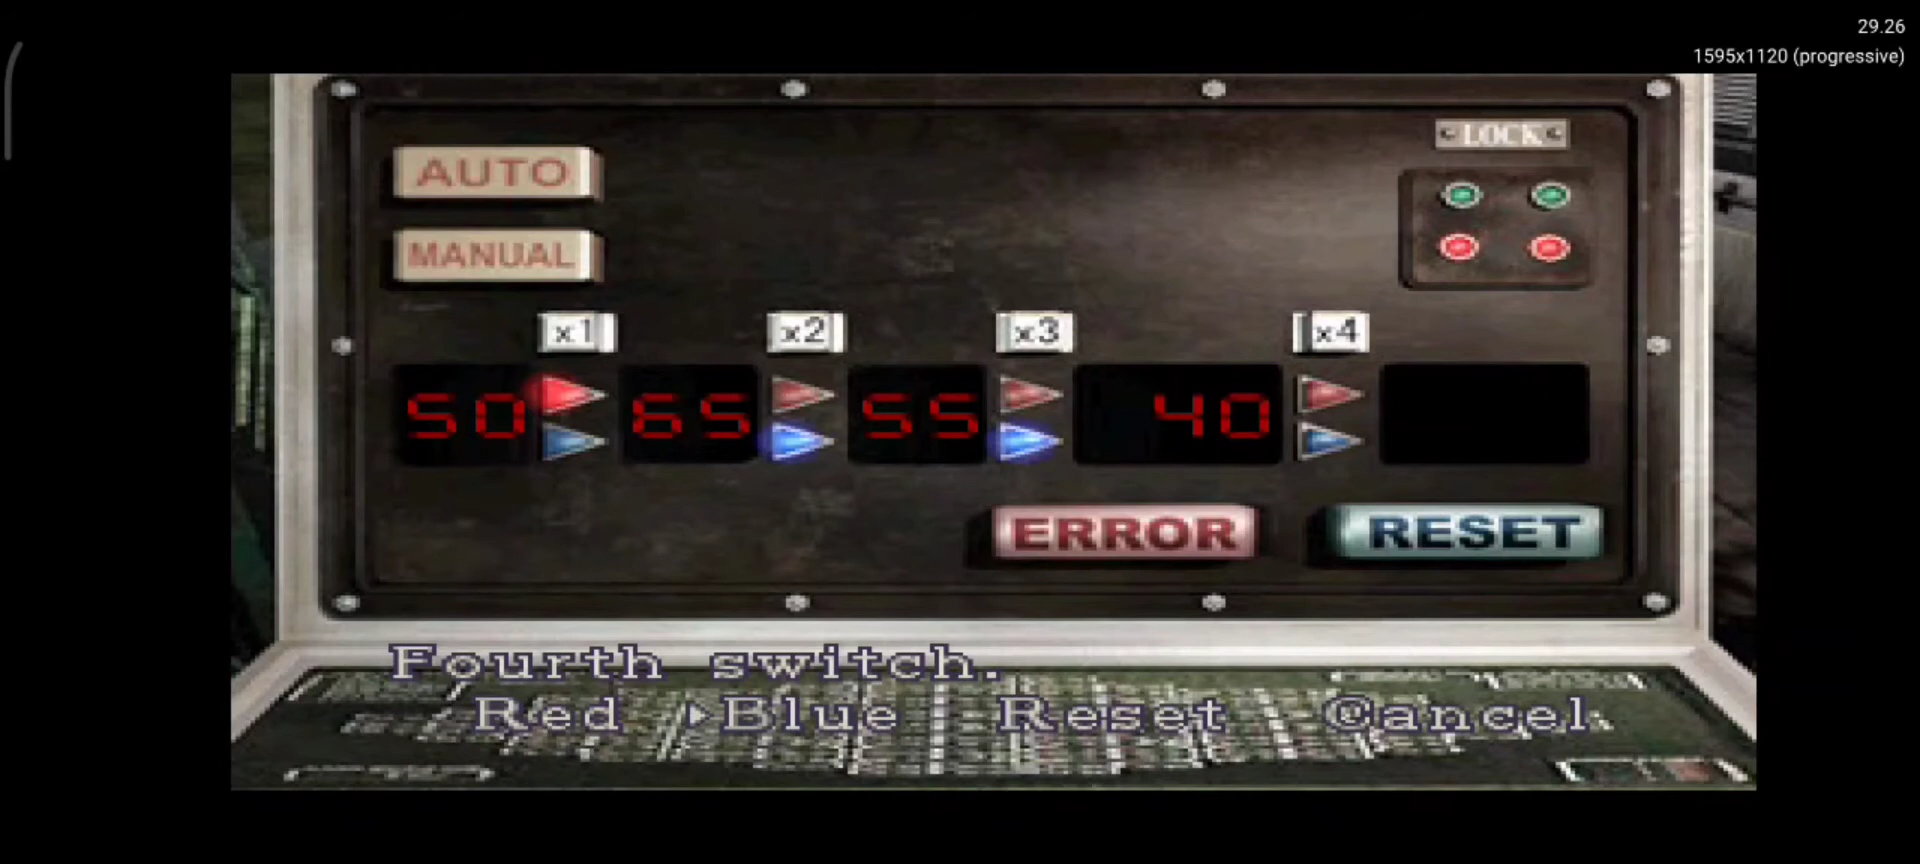 29.26
1595x1120 (progressive)
LOCK
AUTO
MANUAL
x1 x2 x3 x4
50 65 55 40
ERROR RESET
Fourth switch.
Red Blue Reset Cancel